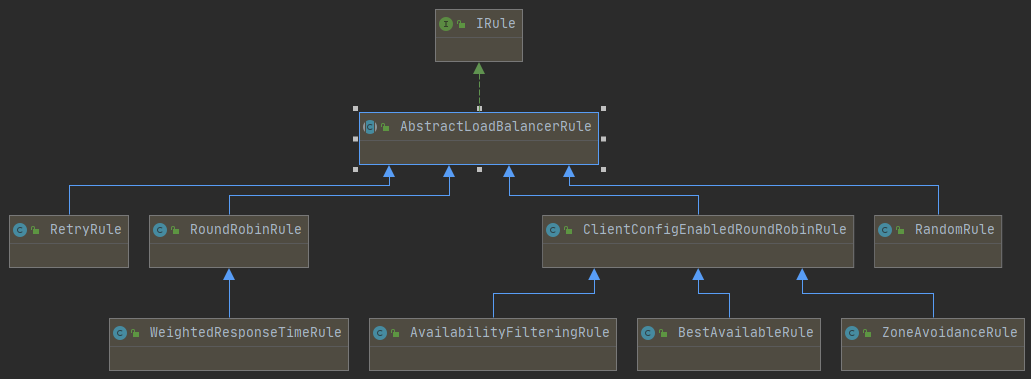 IRule
AbstractLoadBalancerRule
RetryRule
RoundRobinRule
ClientConfigEnabledRoundRobinRule
RandomRule
WeightedResponseTimeRule
AvailabilityFilteringRule
BestAvailableRule
ZoneAvoidanceRule